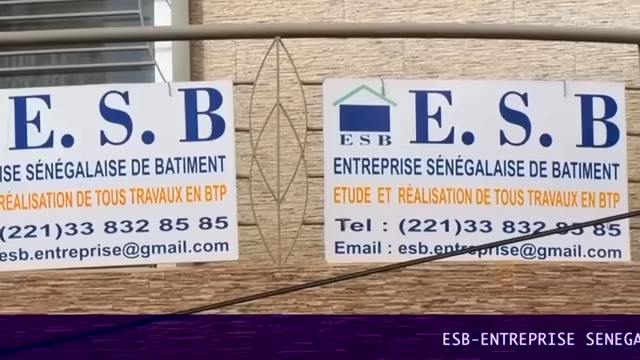 E. S. B
RISE SÉNÉGALAISE DE BATIMENT
RÉALISATION DE TOUS TRAVAUX EN BTP
(221)33 832 85 85
esb.entreprise@gmail.com
ESB
E. S. B
ENTREPRISE SÉNÉGALAISE DE BATIMENT
ETUDE ET RÉALISATION DE TOUS TRAVAUX EN BTP
Tel : (221)33 832 85 85
Email : esb.entreprise@gmail.com
ESB-ENTREPRISE SENEGA